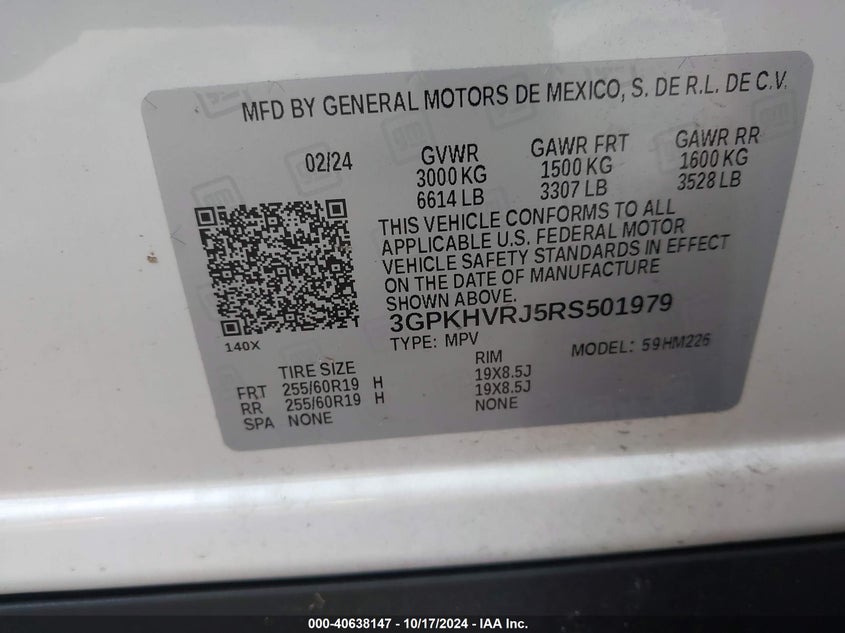 MFD BY GENERAL MOTORS DE MEXICO, S. DE R.L. DE C.V.
02/24 GVWR GAWR FRT GAWR RR
3000 KG 1500 KG 1600 KG
6614 LB 3307 LB 3528 LB
THIS VEHICLE CONFORMS TO ALL
APPLICABLE U.S. FEDERAL MOTOR
VEHICLE SAFETY STANDARDS IN EFFECT
ON THE DATE OF MANUFACTURE
SHOWN ABOVE.
3GPKHVRJ5RS501979
140X TYPE: MPV MODEL: 59HM226
TIRE SIZE RIM
FRT 255/60R19 H 19X8.5J
RR 255/60R19 H 19X8.5J
SPA NONE NONE
000-40638147 - 10/17/2024 - IAA Inc.